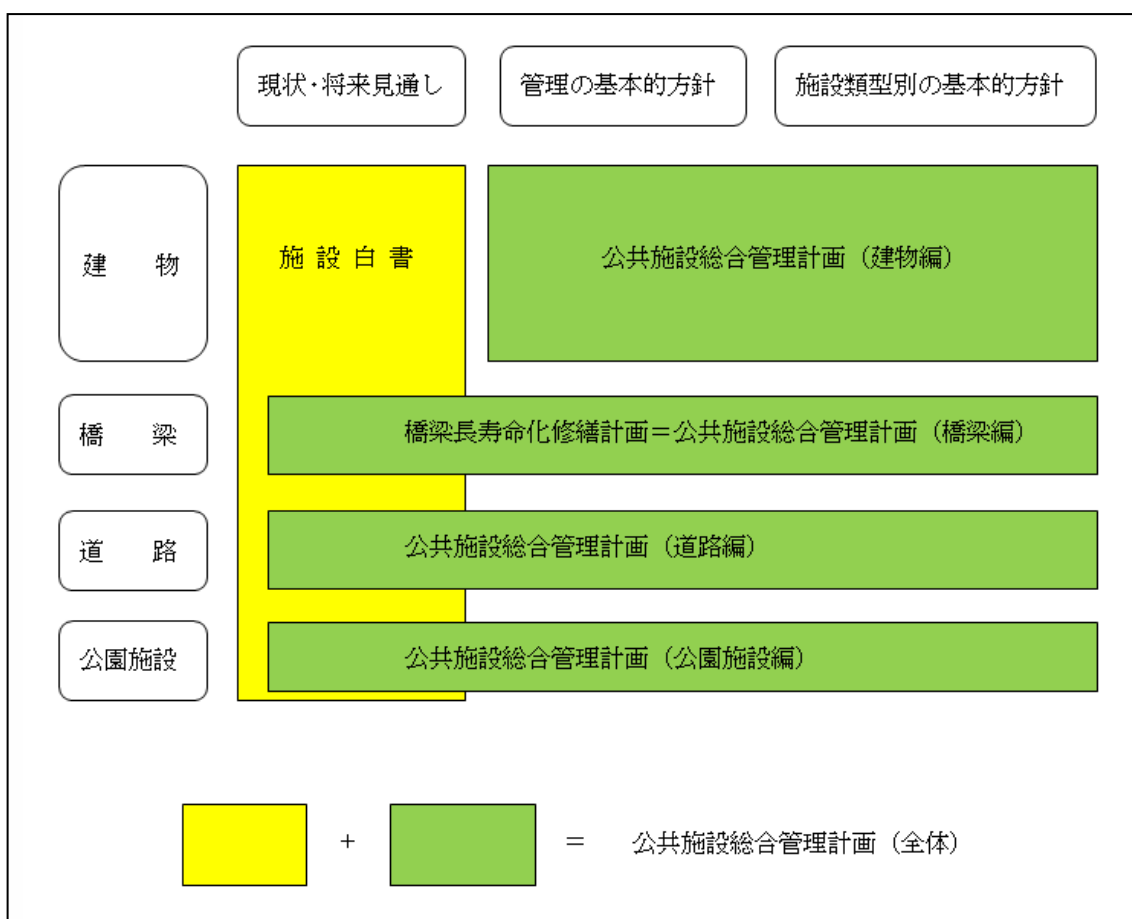 現状・将来見通し
管理の基本的方針
施設類型別の基本的方針
建　物
施 設 白 書
公共施設総合管理計画（建物編）
橋　梁
橋梁長寿命化修繕計画＝公共施設総合管理計画（橋梁編）
道　路
公共施設総合管理計画（道路編）
公園施設
公共施設総合管理計画（公園施設編）
＋ ＝ 公共施設総合管理計画（全体）